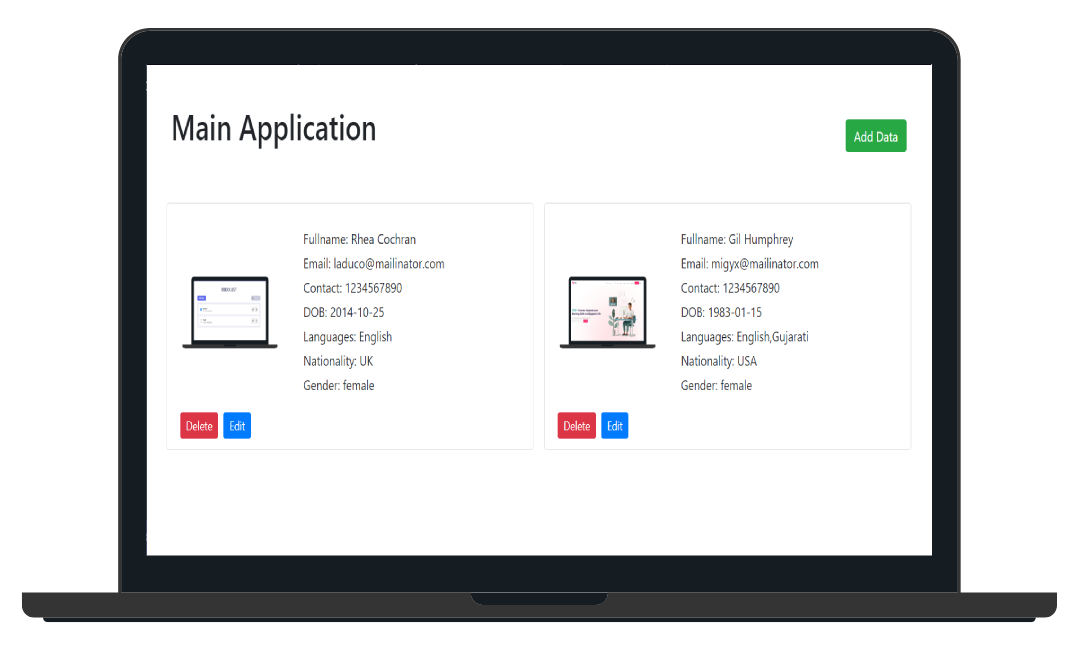 Main Application
Add Data
Fullname: Rhea Cochran
Email: laduco@mailinator.com
Contact: 1234567890
DOB: 2014-10-25
Languages: English
Nationality: UK
Gender: female
Delete
Edit
Fullname: Gil Humphrey
Email: migyx@mailinator.com
Contact: 1234567890
DOB: 1983-01-15
Languages: English,Gujarati
Nationality: USA
Gender: female
Delete
Edit